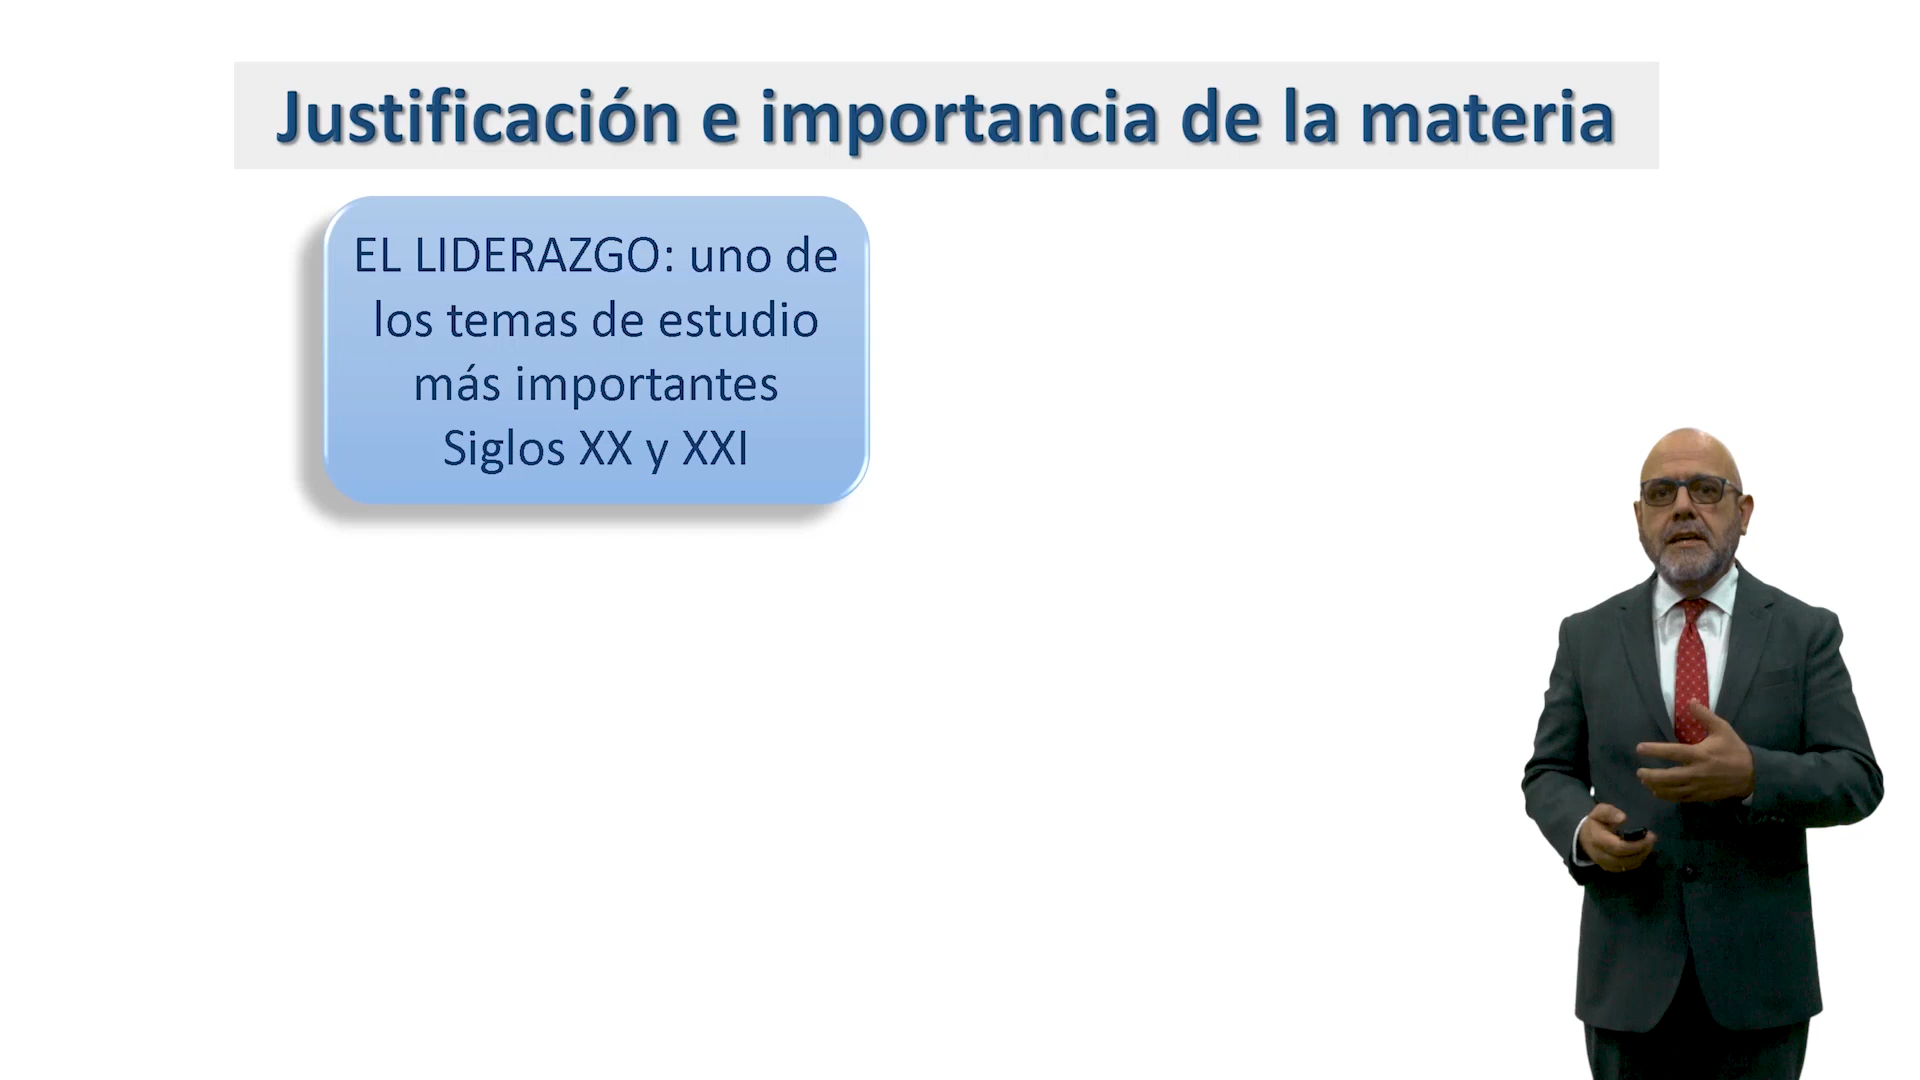 Justificación e importancia de la materia
EL LIDERAZGO: uno de
los temas de estudio
más importantes
Siglos XX y XXI